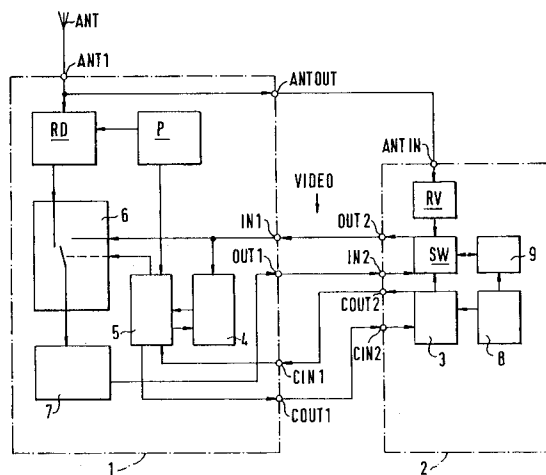 ANT
ANT1
ANTOUT
RD
P
ANTIN
6
VIDEO
RV
IN1
OUT2
OUT1
IN2
SW
9
COUT2
5
4
CIN2
3
8
7
CIN1
COUT1
1
2